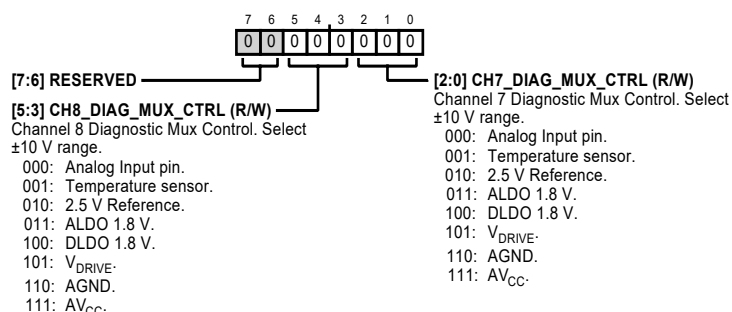 7 6 5 4 3 2 1 0
0 0 0 0 0 0 0 0
[7:6] RESERVED
[5:3] CH8_DIAG_MUX_CTRL (R/W)
Channel 8 Diagnostic Mux Control. Select
±10 V range.
000: Analog Input pin.
001: Temperature sensor.
010: 2.5 V Reference.
011: ALDO 1.8 V.
100: DLDO 1.8 V.
101: VDRIVE.
110: AGND.
111: AVCC.
[2:0] CH7_DIAG_MUX_CTRL (R/W)
Channel 7 Diagnostic Mux Control. Select
±10 V range.
000: Analog Input pin.
001: Temperature sensor.
010: 2.5 V Reference.
011: ALDO 1.8 V.
100: DLDO 1.8 V.
101: VDRIVE.
110: AGND.
111: AVCC.